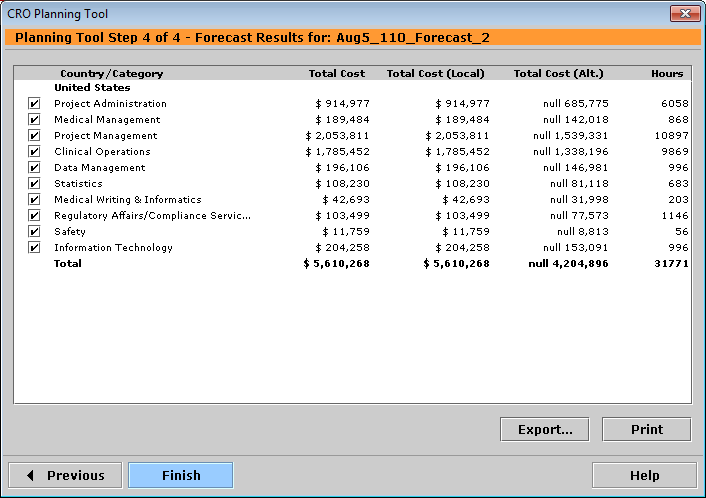 CRO Planning Tool
Planning Tool Step 4 of 4 - Forecast Results for: Aug5_110_Forecast_2
Country/Category Total Cost Total Cost (Local) Total Cost (Alt.) Hours
United States
Project Administration $ 914,977 $ 914,977 null 685,775 6058
Medical Management $ 189,484 $ 189,484 null 142,018 868
Project Management $ 2,053,811 $ 2,053,811 null 1,539,331 10897
Clinical Operations $ 1,785,452 $ 1,785,452 null 1,338,196 9869
Data Management $ 196,106 $ 196,106 null 146,981 996
Statistics $ 108,230 $ 108,230 null 81,118 683
Medical Writing & Informatics $ 42,693 $ 42,693 null 31,998 203
Regulatory Affairs/Compliance Servic... $ 103,499 $ 103,499 null 77,573 1146
Safety $ 11,759 $ 11,759 null 8,813 56
Information Technology $ 204,258 $ 204,258 null 153,091 996
Total $ 5,610,268 $ 5,610,268 null 4,204,896 31771
Export... Print
Previous Finish Help